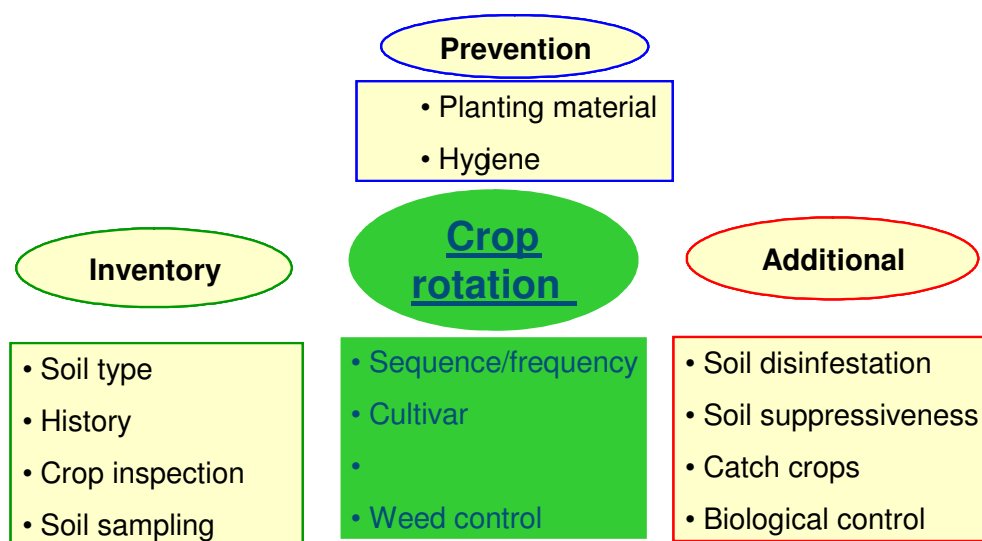 Prevention
• Planting material
• Hygiene
Inventory
• Soil type
• History
• Crop inspection
• Soil sampling
Crop
rotation
• Sequence/frequency
• Cultivar
•
• Weed control
Additional
• Soil disinfestation
• Soil suppressiveness
• Catch crops
• Biological control